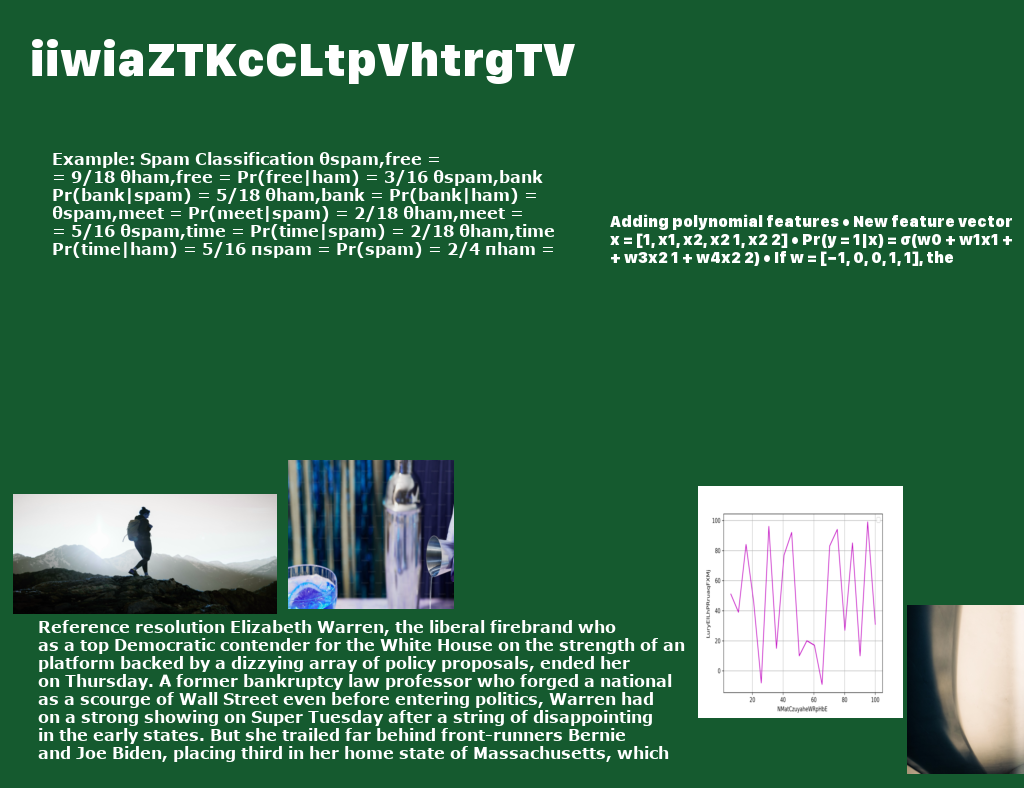 iiwiaZTKcCLtpVhtrgTV
Example: Spam Classification θspam,free =
= 9/18 θham,free = Pr(free|ham) = 3/16 θspam,bank
Pr(bank|spam) = 5/18 θham,bank = Pr(bank|ham) =
θspam,meet = Pr(meet|spam) = 2/18 θham,meet =
= 5/16 θspam,time = Pr(time|spam) = 2/18 θham,time
Pr(time|ham) = 5/16 πspam = Pr(spam) = 2/4 πham =
Adding polynomial features • New feature vector
x = [1, x1, x2, x2 1, x2 2] • Pr(y = 1|x) = σ(w0 + w1x1 +
+ w3x2 1 + w4x2 2) • If w = [−1, 0, 0, 1, 1], the
Reference resolution Elizabeth Warren, the liberal firebrand who
as a top Democratic contender for the White House on the strength of an
platform backed by a dizzying array of policy proposals, ended her
on Thursday. A former bankruptcy law professor who forged a national
as a scourge of Wall Street even before entering politics, Warren had
on a strong showing on Super Tuesday after a string of disappointing
in the early states. But she trailed far behind front-runners Bernie
and Joe Biden, placing third in her home state of Massachusetts, which
100
80
60
40
20
0
20 40 60 80 100
NMatCzuyaheWRpHbE